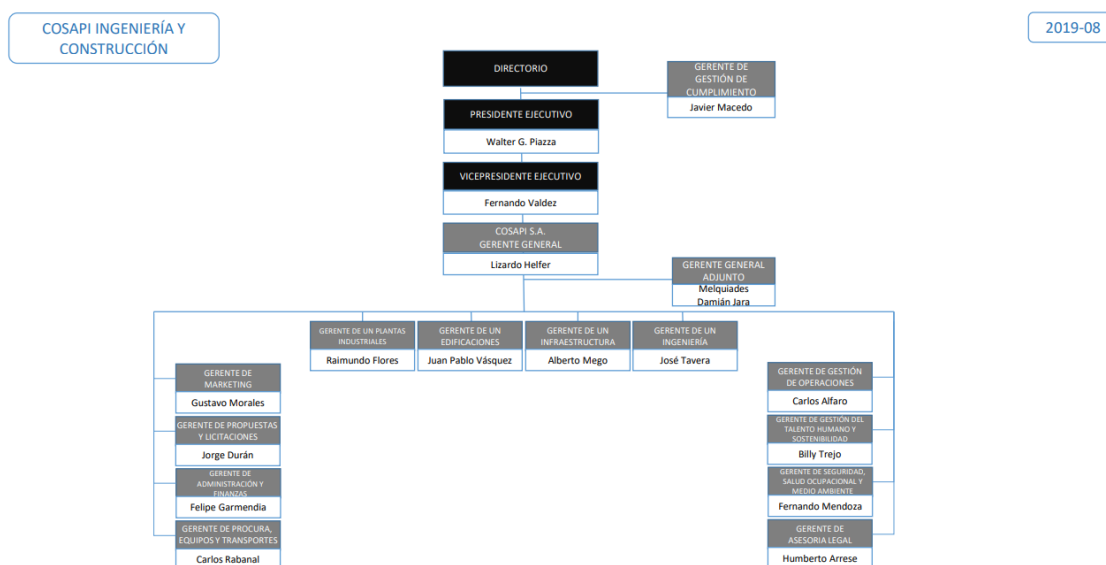 COSAPI INGENIERÍA Y
CONSTRUCCIÓN
2019-08
DIRECTORIO
GERENTE DE
GESTIÓN DE
CUMPLIMIENTO
Javier Macedo
PRESIDENTE EJECUTIVO
Walter G. Piazza
VICEPRESIDENTE EJECUTIVO
Fernando Valdez
COSAPI S.A.
GERENTE GENERAL
Lizardo Helfer
GERENTE GENERAL
ADJUNTO
Melquiades
Damián Jara
GERENTE DE UN PLANTAS
INDUSTRIALES
Raimundo Flores
GERENTE DE UN
EDIFICACIONES
Juan Pablo Vásquez
GERENTE DE UN
INFRAESTRUCTURA
Alberto Mego
GERENTE DE UN
INGENIERÍA
José Tavera
GERENTE DE
MARKETING
Gustavo Morales
GERENTE DE PROPUESTAS
Y LICITACIONES
Jorge Durán
GERENTE DE
ADMINISTRACIÓN Y
FINANZAS
Felipe Garmendia
GERENTE DE PROCURA,
EQUIPOS Y TRANSPORTES
Carlos Rabanal
GERENTE DE GESTIÓN
DE OPERACIONES
Carlos Alfaro
GERENTE DE GESTIÓN DEL
TALENTO HUMANO Y
SOSTENIBILIDAD
Billy Trejo
GERENTE DE SEGURIDAD,
SALUD OCUPACIONAL Y
MEDIO AMBIENTE
Fernando Mendoza
GERENTE DE
ASESORIA LEGAL
Humberto Arrese